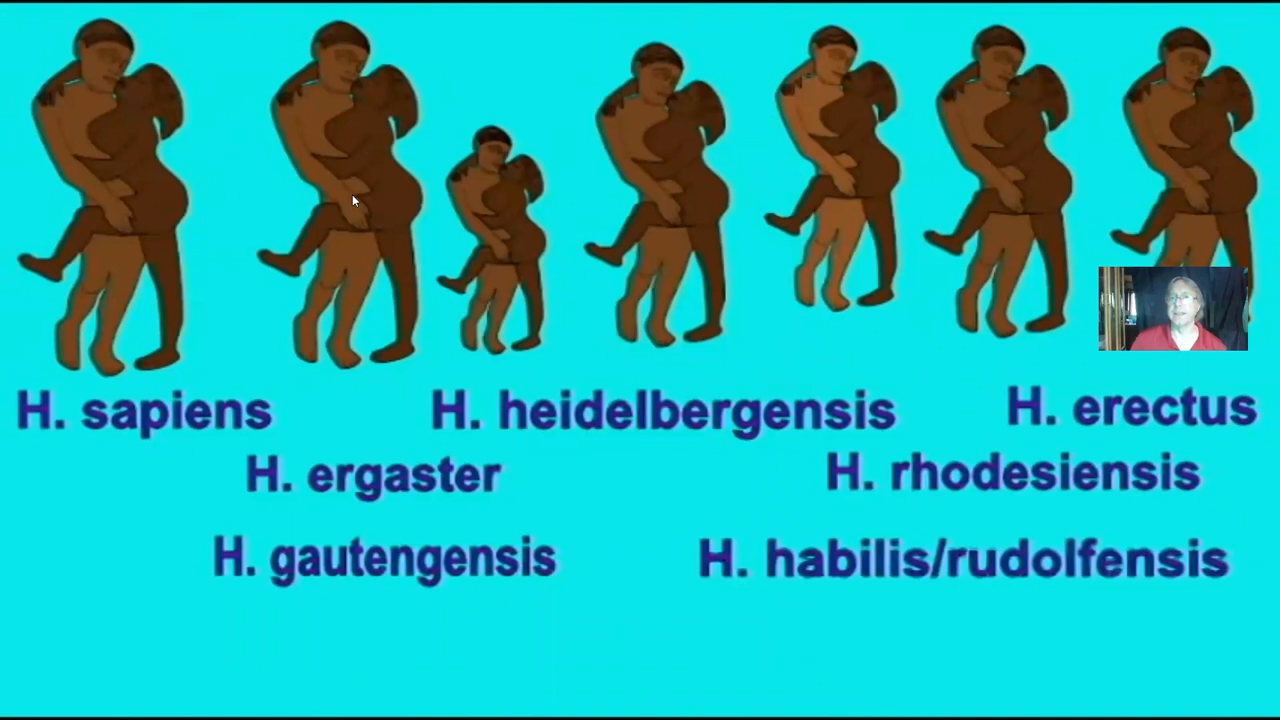 H. sapiens
H. heidelbergensis
H. erectus
H. ergaster
H. rhodesiensis
H. gautengensis
H. habilis/rudolfensis